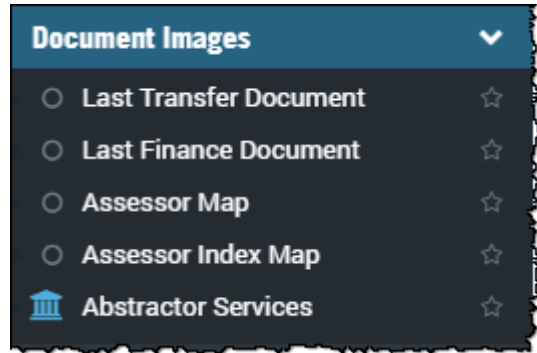 Document Images
Last Transfer Document
Last Finance Document
Assessor Map
Assessor Index Map
Abstractor Services